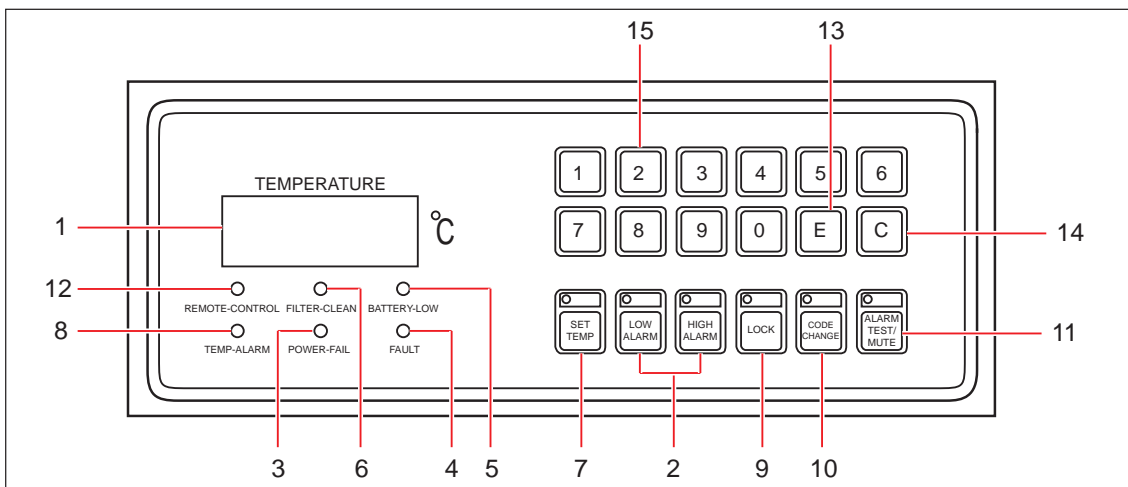 15 13
1 2 3 4 5 6
TEMPERATURE
1 °C
7 8 9 0 E C 14
12
REMOTE-CONTROL FILTER-CLEAN BATTERY-LOW
8
TEMP-ALARM POWER-FAIL FAULT
SET TEMP
LOW ALARM
HIGH ALARM
LOCK
CODE CHANGE
ALARM TEST/ MUTE
11
3 6 4 5 7 2 9 10